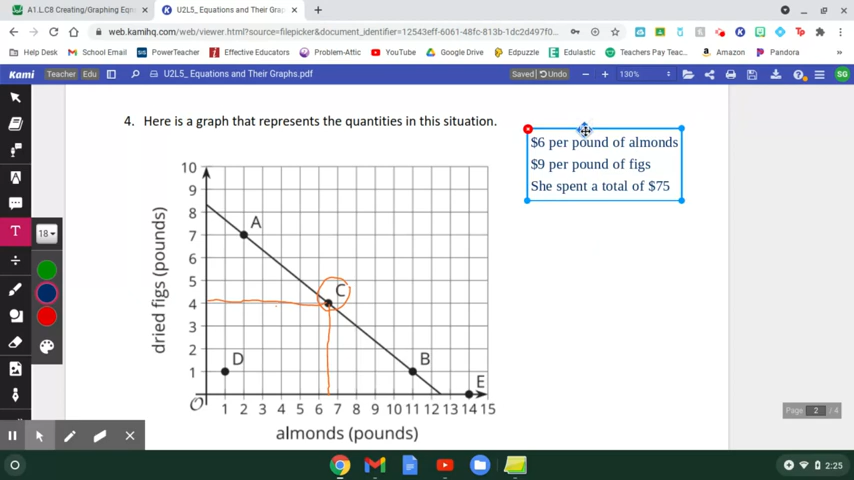 A1.LC8 Creating/Graphing Equ
U2L5_ Equations and Their Graphs
web.kamihq.com/web/viewer.html?source=filepicker&document_identifier=12543eff-6061-48fc-813b-1dc2d497f0...
Help Desk School Email SIS PowerTeacher Effective Educators Problem-Attic YouTube Google Drive Edpuzzle Edulastic Teachers Pay Teac... Amazon Pandora
Kami Teacher Edu U2L5_ Equations and Their Graphs.pdf Saved Undo 130% SG
4. Here is a graph that represents the quantities in this situation.
$6 per pound of almonds
$9 per pound of figs
She spent a total of $75
18
dried figs (pounds)
10
9
8
7
6
5
4
3
2
1
A
C
D
B
E
O 1 2 3 4 5 6 7 8 9 10 11 12 13 14 15
almonds (pounds)
Page 2 / 4
2:25